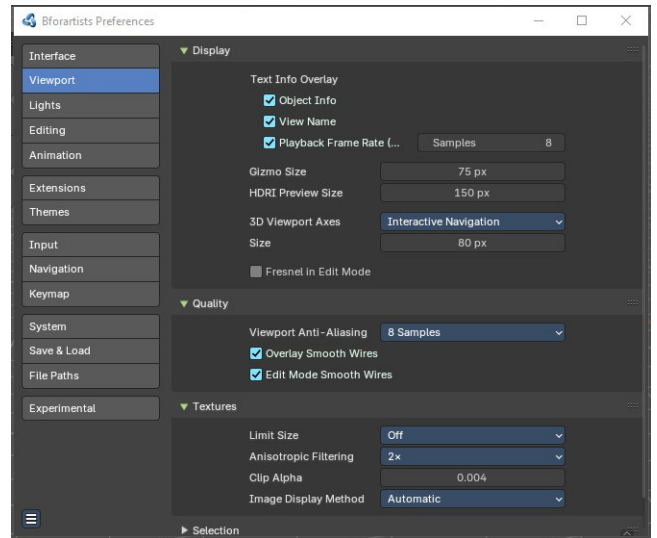 Bforartists Preferences
Interface
Viewport
Lights
Editing
Animation
Extensions
Themes
Input
Navigation
Keymap
System
Save & Load
File Paths
Experimental
Display
Text Info Overlay
Object Info
View Name
Playback Frame Rate (... Samples 8
Gizmo Size 75 px
HDRI Preview Size 150 px
3D Viewport Axes Interactive Navigation
Size 80 px
Fresnel in Edit Mode
Quality
Viewport Anti-Aliasing 8 Samples
Overlay Smooth Wires
Edit Mode Smooth Wires
Textures
Limit Size Off
Anisotropic Filtering 2×
Clip Alpha 0.004
Image Display Method Automatic
Selection